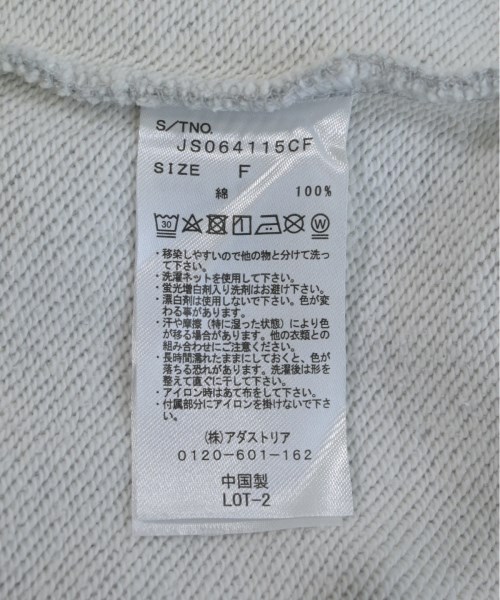 S/TNO.
JS064115CF
SIZE F
綿 100%
30 W
・移染しやすいので他の物と分けて洗っ
て下さい。
・洗濯ネットを使用して下さい。
・蛍光増白剤入り洗剤はお避け下さい。
・漂白剤は使用しないで下さい。色が変
わる事があります。
・汗や摩擦（特に湿った状態）により色
が移る場合があります。他の衣類との
組み合わせにご注意ください。
・長時間濡れたままにしておくと、色が
落ちる恐れがあります。洗濯後は形を
整えて直ぐに干して下さい。
・アイロン時はあて布をして下さい。
・付属部分にアイロンを掛けないで下さ
い。
(株)アダストリア
0120-601-162
中国製
LOT-2